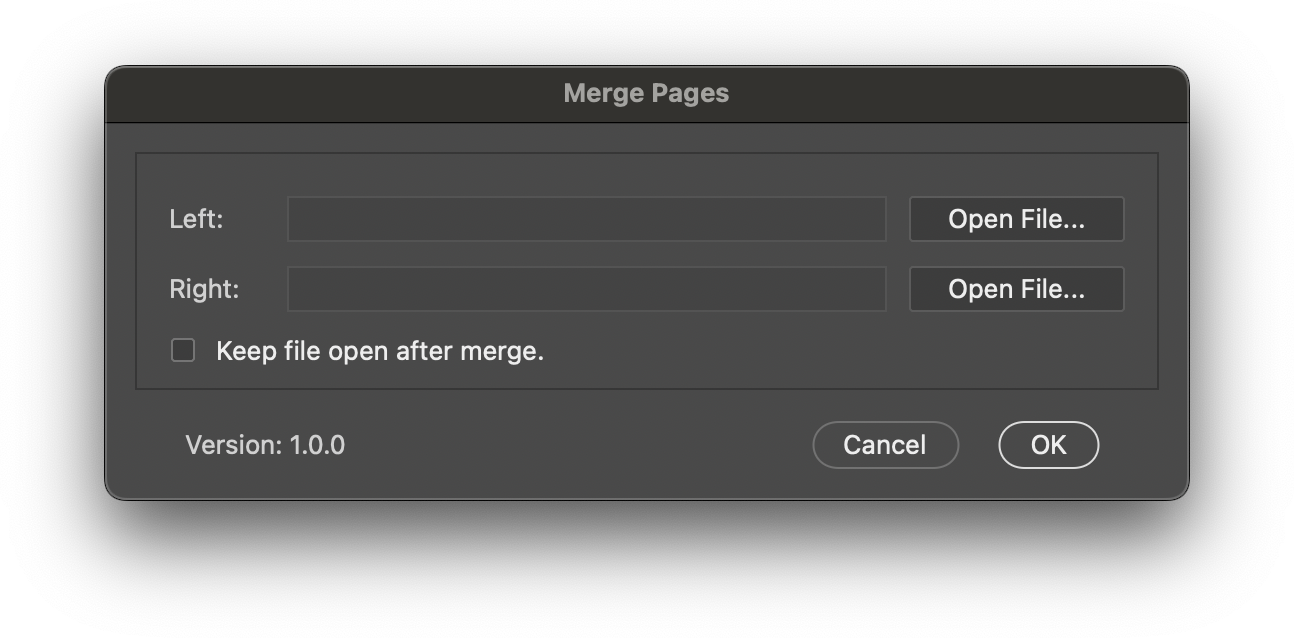 Merge Pages
Left: Open File...
Right: Open File...
Keep file open after merge.
Version: 1.0.0 Cancel OK